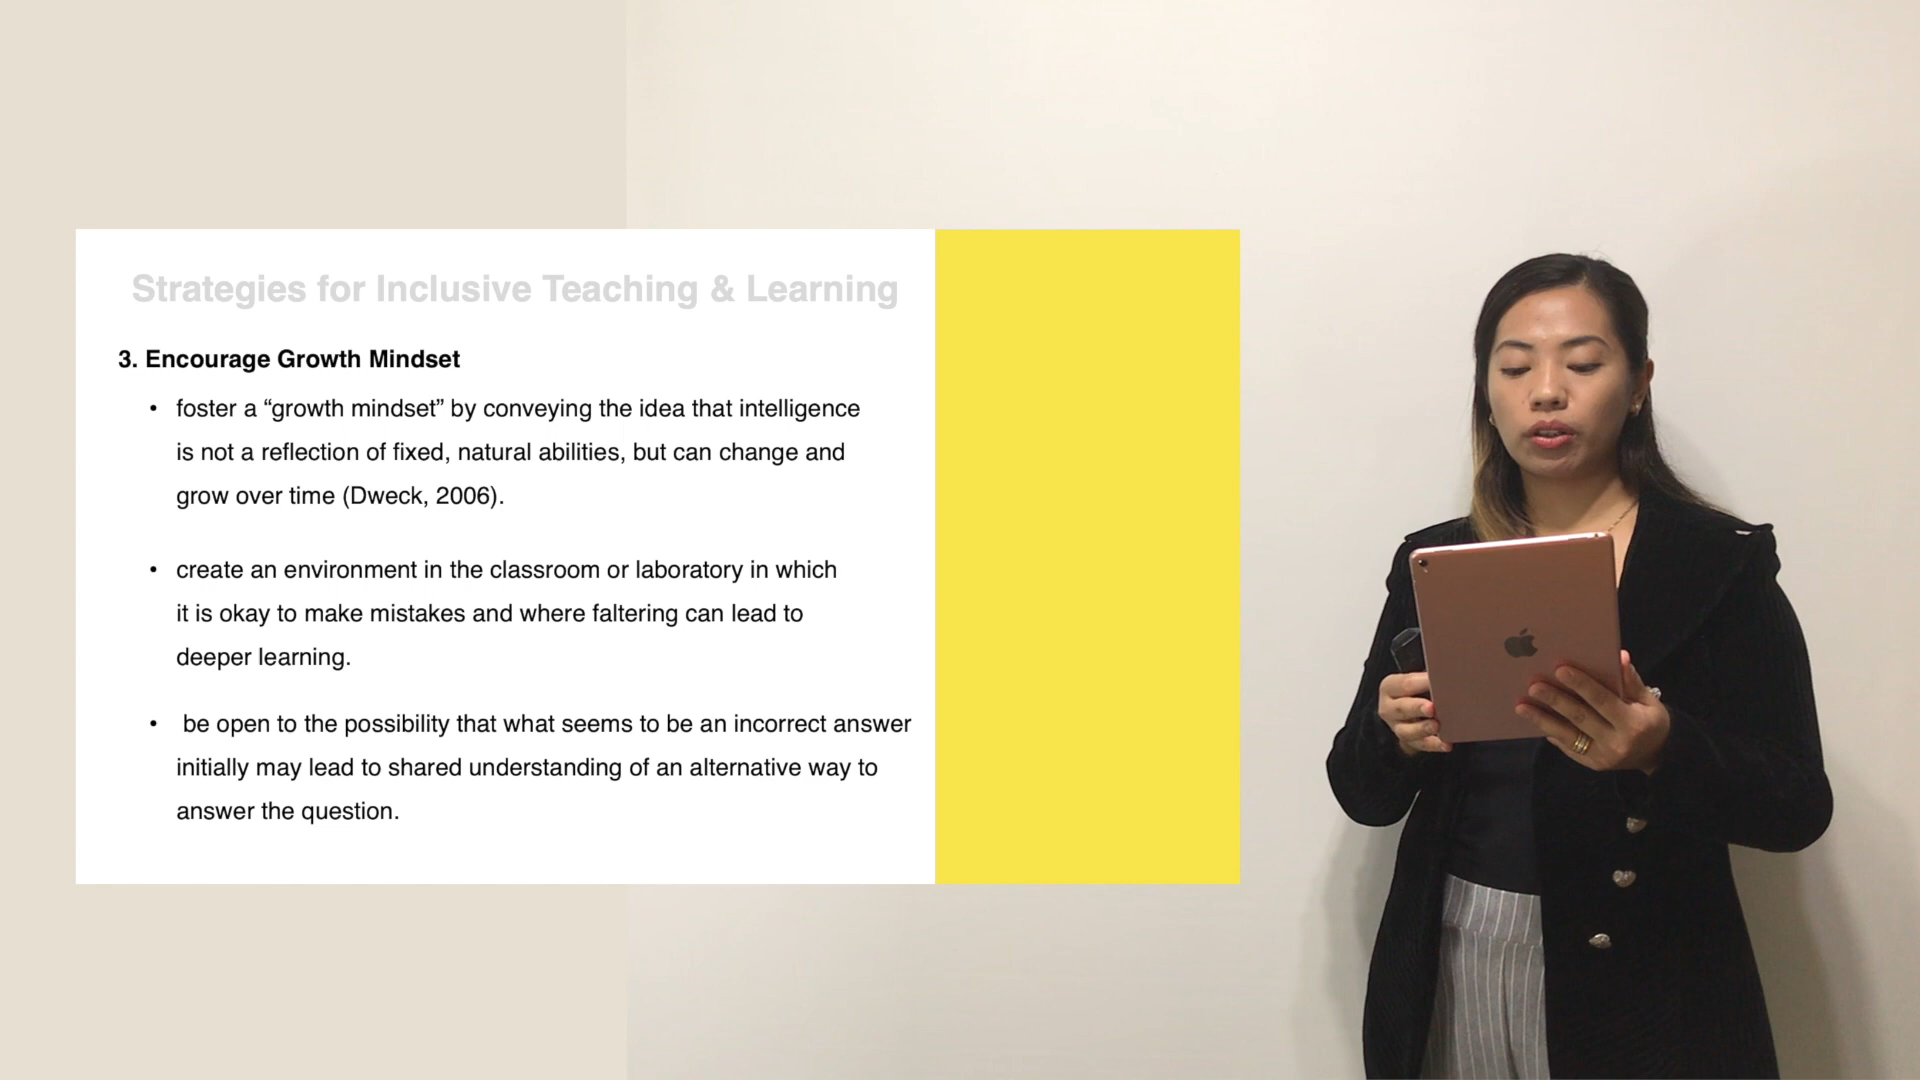 Strategies for Inclusive Teaching & Learning
3. Encourage Growth Mindset
• foster a “growth mindset” by conveying the idea that intelligence
is not a reflection of fixed, natural abilities, but can change and
grow over time (Dweck, 2006).
• create an environment in the classroom or laboratory in which
it is okay to make mistakes and where faltering can lead to
deeper learning.
• be open to the possibility that what seems to be an incorrect answer
initially may lead to shared understanding of an alternative way to
answer the question.